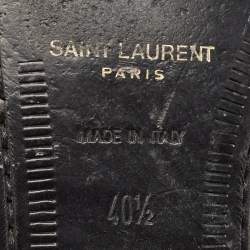 SAINT LAURENT
PARIS
MADE IN ITALY
40½